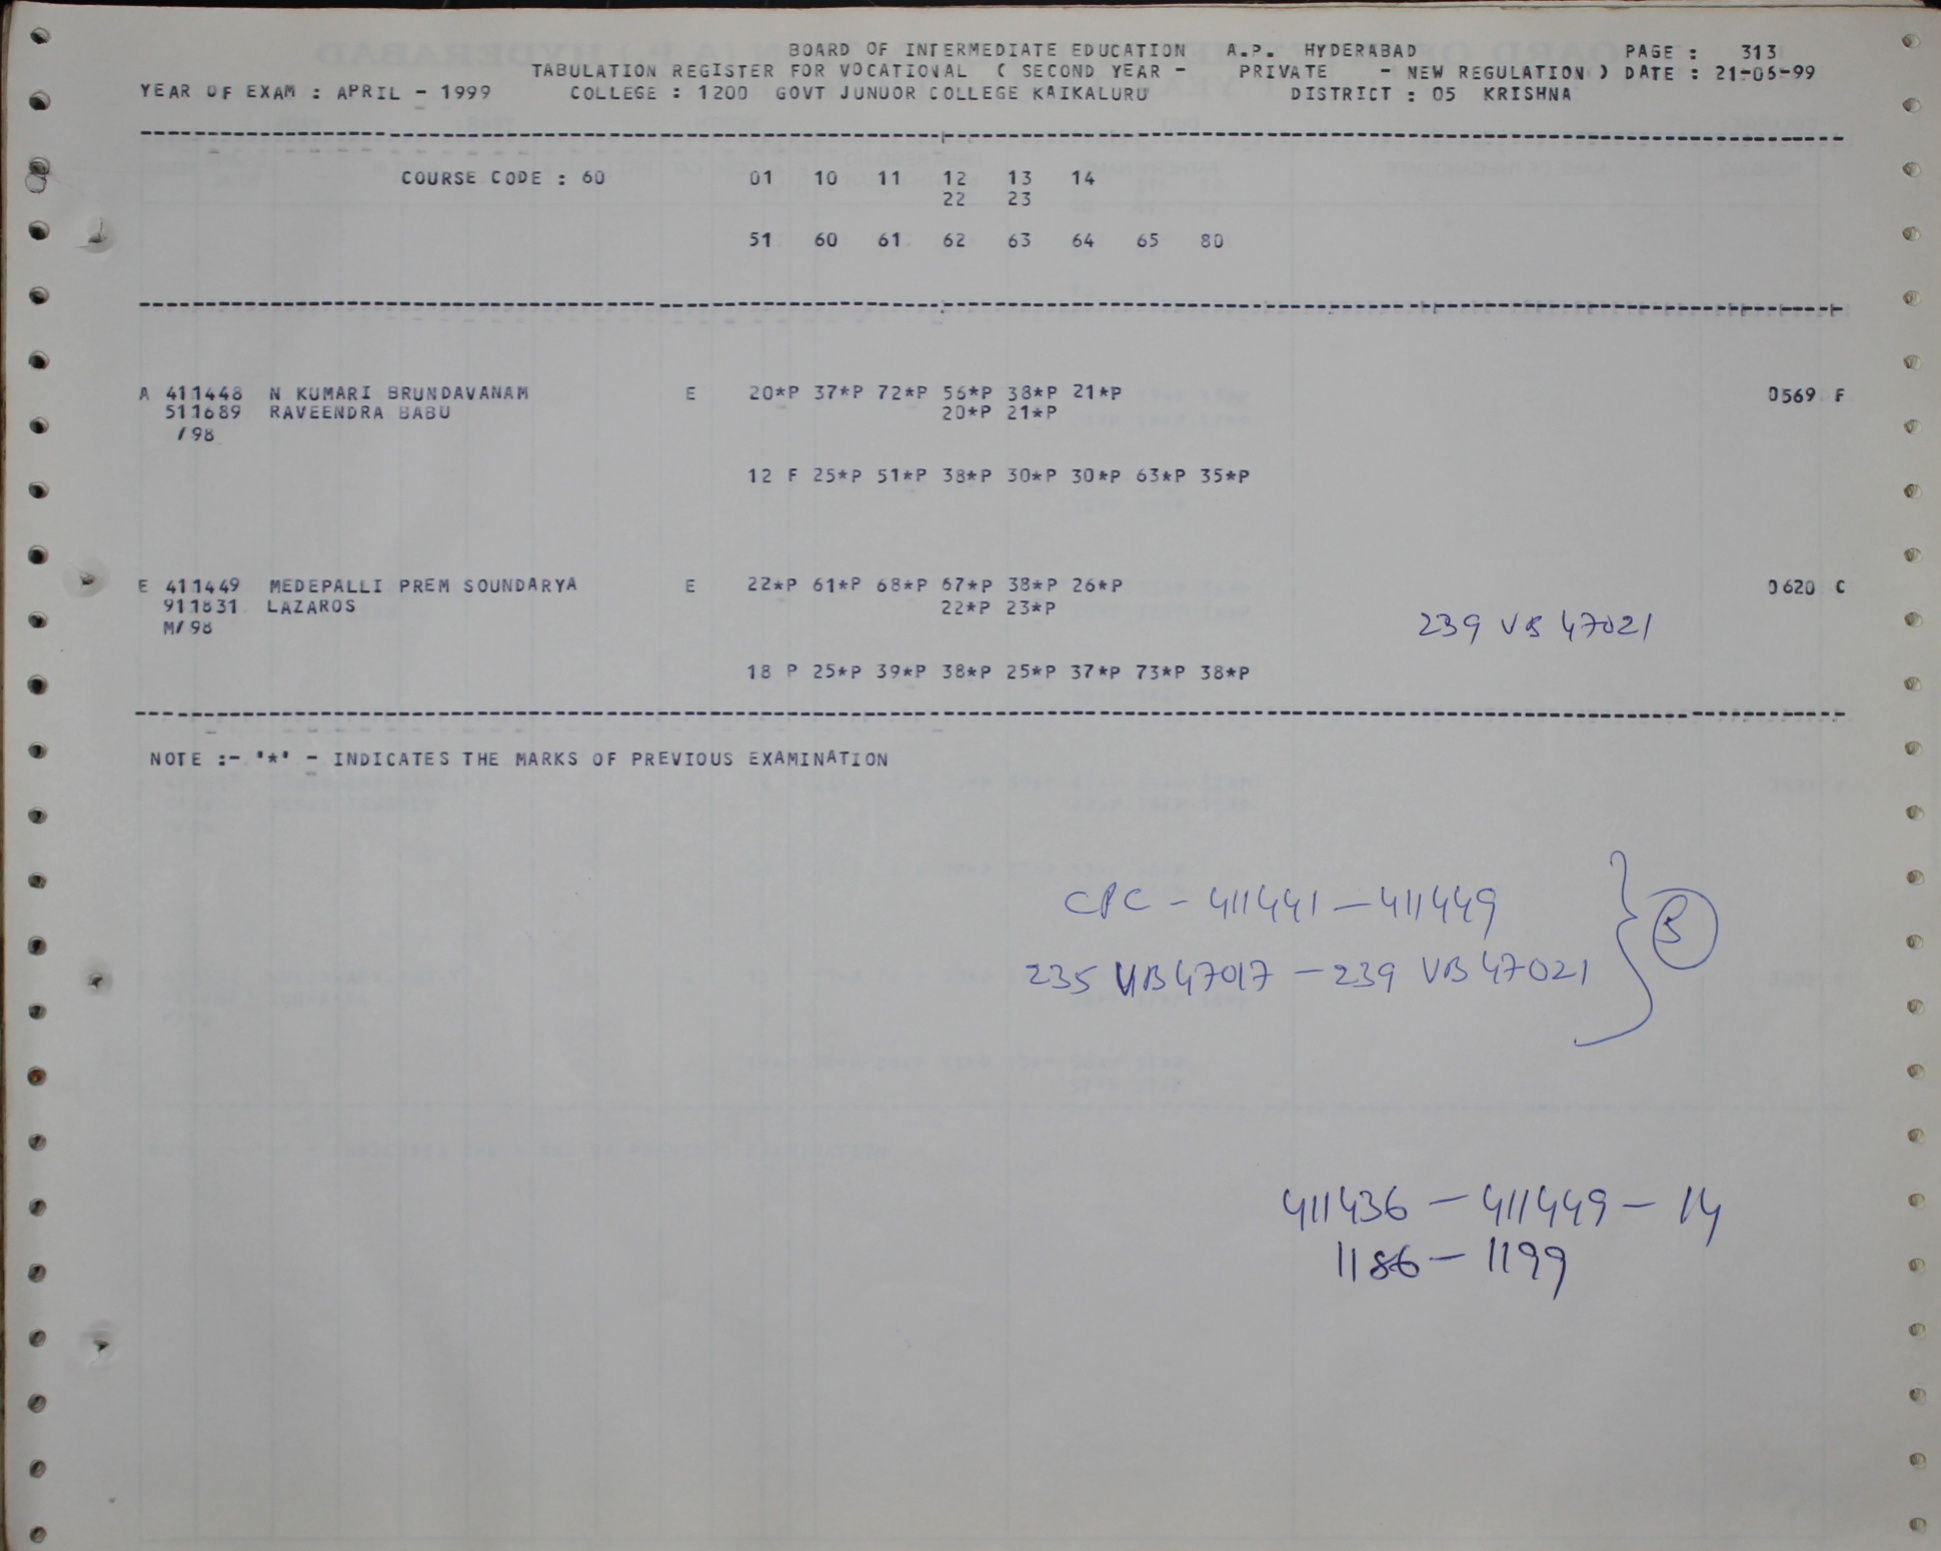 BOARD OF INTERMEDIATE EDUCATION A.P. HYDERABAD PAGE : 313
TABULATION REGISTER FOR VOCATIONAL ( SECOND YEAR - PRIVATE - NEW REGULATION ) DATE : 21-06-99
YEAR OF EXAM : APRIL - 1999 COLLEGE : 1200 GOVT JUNUOR COLLEGE KAIKALURU DISTRICT : 05 KRISHNA
COURSE CODE : 60 01 10 11 12 13 14
22 23
51 60 61 62 63 64 65 80
A 411448 N KUMARI BRUNDAVANAM E 20*P 37*P 72*P 56*P 38*P 21*P 0569 F
511689 RAVEENDRA BABU 20*P 21*P
/98
12 F 25*P 51*P 38*P 30*P 30*P 63*P 35*P
E 411449 MEDEPALLI PREM SOUNDARYA E 22*P 61*P 68*P 67*P 38*P 26*P 0620 C
911831 LAZAROS 22*P 23*P
M/98 239 VB 47021
18 P 25*P 39*P 38*P 25*P 37*P 73*P 38*P
NOTE :- '*' - INDICATES THE MARKS OF PREVIOUS EXAMINATION
CPC - 411441 - 411449
235 VB 47017 - 239 VB 47021 } 5
411436 - 411449 - 14
1186 - 1199